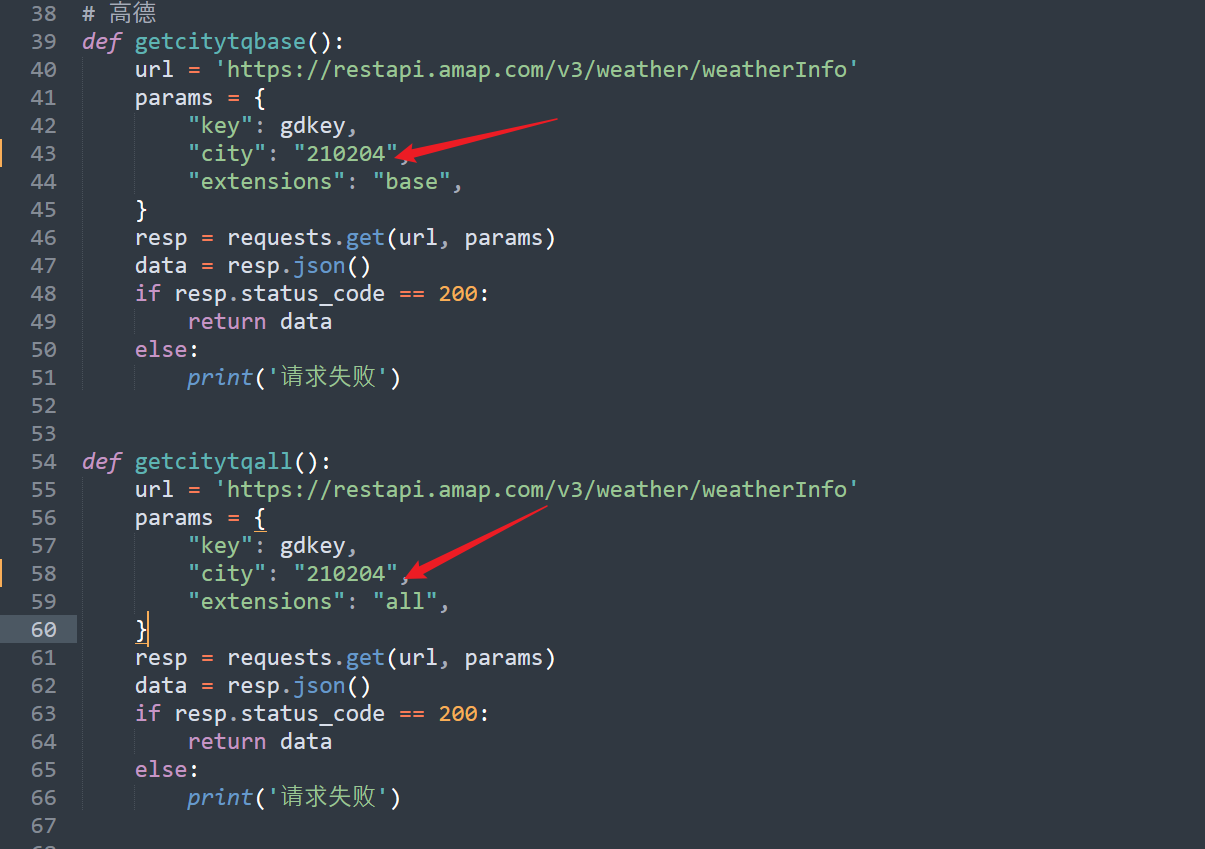 38 # 高德
39 def getcitytqbase():
40 url = 'https://restapi.amap.com/v3/weather/weatherInfo'
41 params = {
42 "key": gdkey,
43 "city": "210204",
44 "extensions": "base",
45 }
46 resp = requests.get(url, params)
47 data = resp.json()
48 if resp.status_code == 200:
49 return data
50 else:
51 print('请求失败')
52
53
54 def getcitytqall():
55 url = 'https://restapi.amap.com/v3/weather/weatherInfo'
56 params = {
57 "key": gdkey,
58 "city": "210204",
59 "extensions": "all",
60 }
61 resp = requests.get(url, params)
62 data = resp.json()
63 if resp.status_code == 200:
64 return data
65 else:
66 print('请求失败')
67